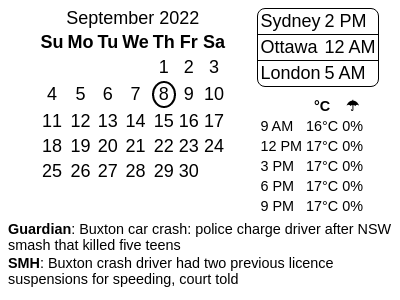 September 2022
Su Mo Tu We Th Fr Sa
1 2 3
4 5 6 7 8 9 10
11 12 13 14 15 16 17
18 19 20 21 22 23 24
25 26 27 28 29 30
Sydney 2 PM
Ottawa 12 AM
London 5 AM
°C ☂
9 AM 16°C 0%
12 PM 17°C 0%
3 PM 17°C 0%
6 PM 17°C 0%
9 PM 17°C 0%
Guardian: Buxton car crash: police charge driver after NSW
smash that killed five teens
SMH: Buxton crash driver had two previous licence
suspensions for speeding, court told